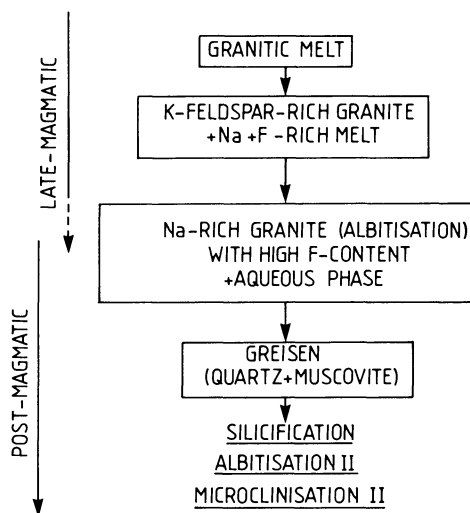 LATE-MAGMATIC
POST-MAGMATIC
GRANITIC MELT
K-FELDSPAR-RICH GRANITE
+Na +F -RICH MELT
Na-RICH GRANITE (ALBITISATION)
WITH HIGH F-CONTENT
+AQUEOUS PHASE
GREISEN
(QUARTZ+MUSCOVITE)
SILICIFICATION
ALBITISATION II
MICROCLINISATION II